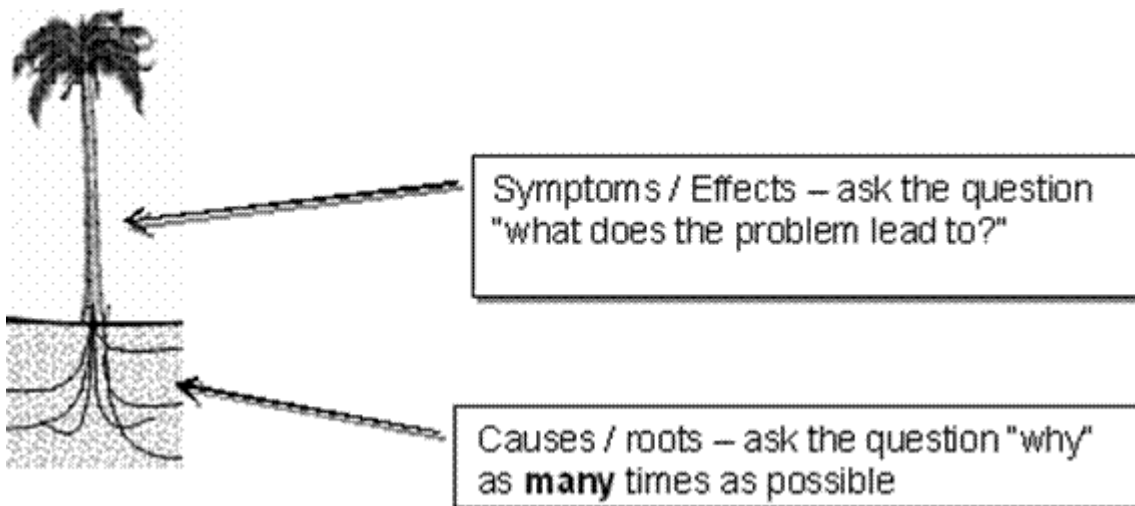 Symptoms / Effects – ask the question
"what does the problem lead to?"
Causes / roots – ask the question "why"
as many times as possible